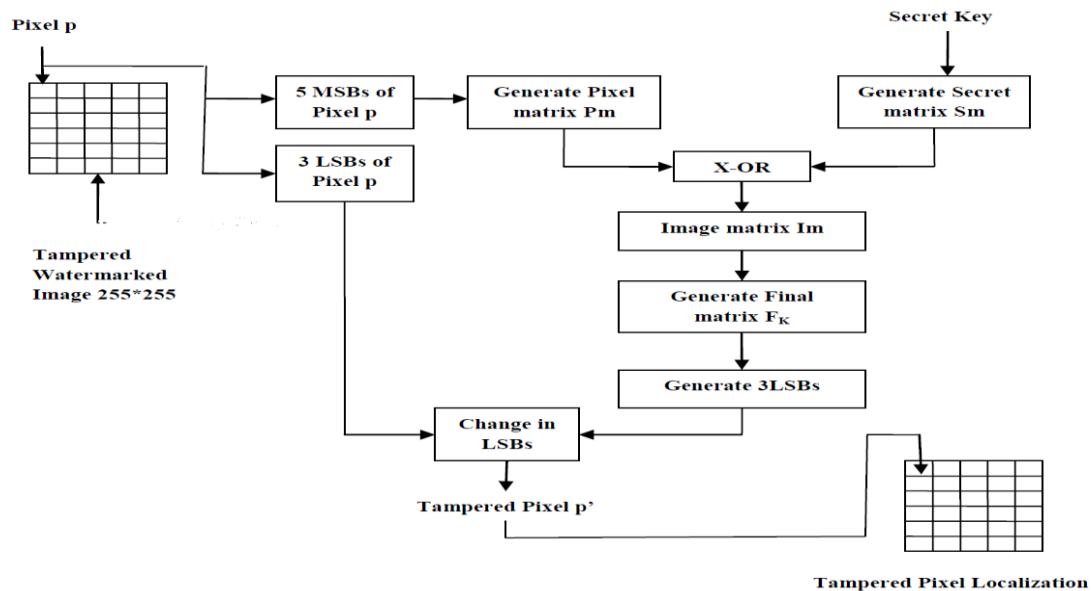 Pixel p
Secret Key
5 MSBs of
Pixel p
Generate Pixel
matrix Pm
Generate Secret
matrix Sm
3 LSBs of
Pixel p
X-OR
Image matrix Im
Tampered
Watermarked
Image 255*255
Generate Final
matrix FK
Generate 3LSBs
Change in
LSBs
Tampered Pixel p’
Tampered Pixel Localization